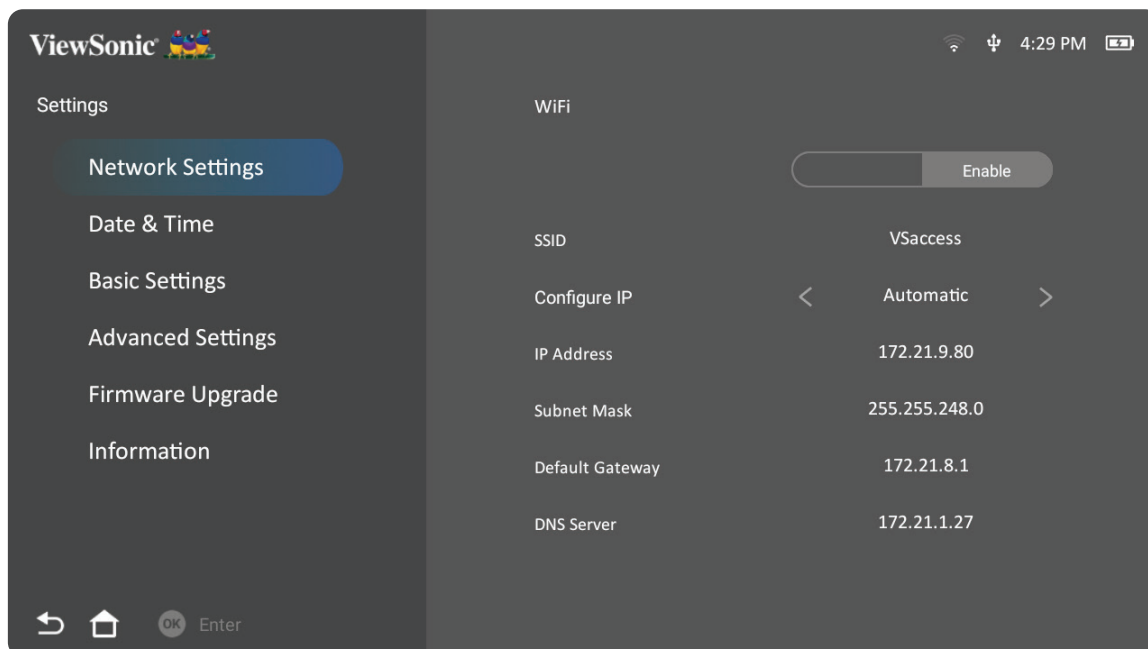 ViewSonic®
4:29 PM
Settings
Network Settings
Date & Time
Basic Settings
Advanced Settings
Firmware Upgrade
Information
OK Enter
WiFi
Enable
SSID VSaccess
Configure IP < Automatic >
IP Address 172.21.9.80
Subnet Mask 255.255.248.0
Default Gateway 172.21.8.1
DNS Server 172.21.1.27